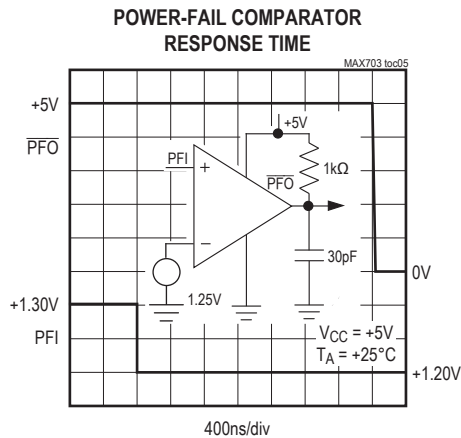 POWER-FAIL COMPARATOR
RESPONSE TIME
MAX703 toc05
+5V
PFO
+5V
PFI
+
1kΩ
PFO
−
30pF
0V
+1.30V
1.25V
PFI
VCC = +5V
TA = +25°C
+1.20V
400ns/div